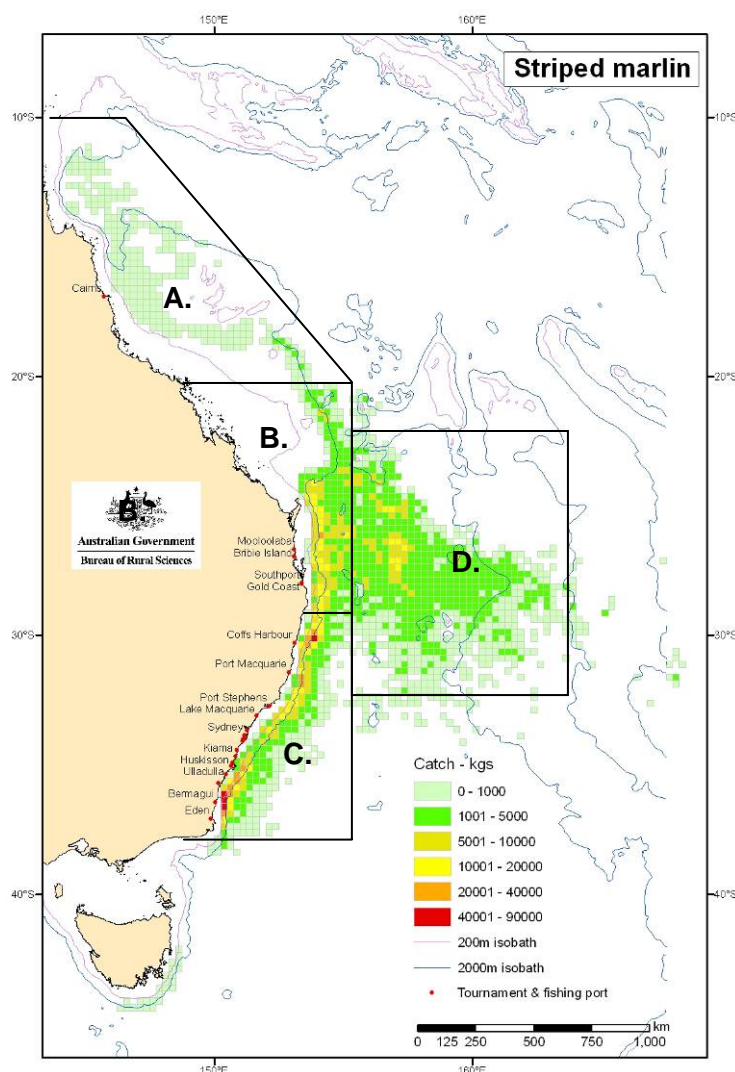 150°E
160°E
Striped marlin
10°S
10°S
Cairns
A.
20°S
20°S
B.
B.
Australian Government
Bureau of Rural Sciences
Mooloolaba
Bribie Island
Southport
Gold Coast
D.
30°S
30°S
Coffs Harbour
Port Macquarie
Port Stephens
Lake Macquarie
Sydney
Kiama
Huskisson
Ulladulla
Bermagui
Eden
C.
Catch - kgs
0 - 1000
1001 - 5000
5001 - 10000
10001 - 20000
20001 - 40000
40001 - 90000
200m isobath
2000m isobath
Tournament & fishing port
40°S
40°S
km
0 125 250 500 750 1,000
150°E
160°E